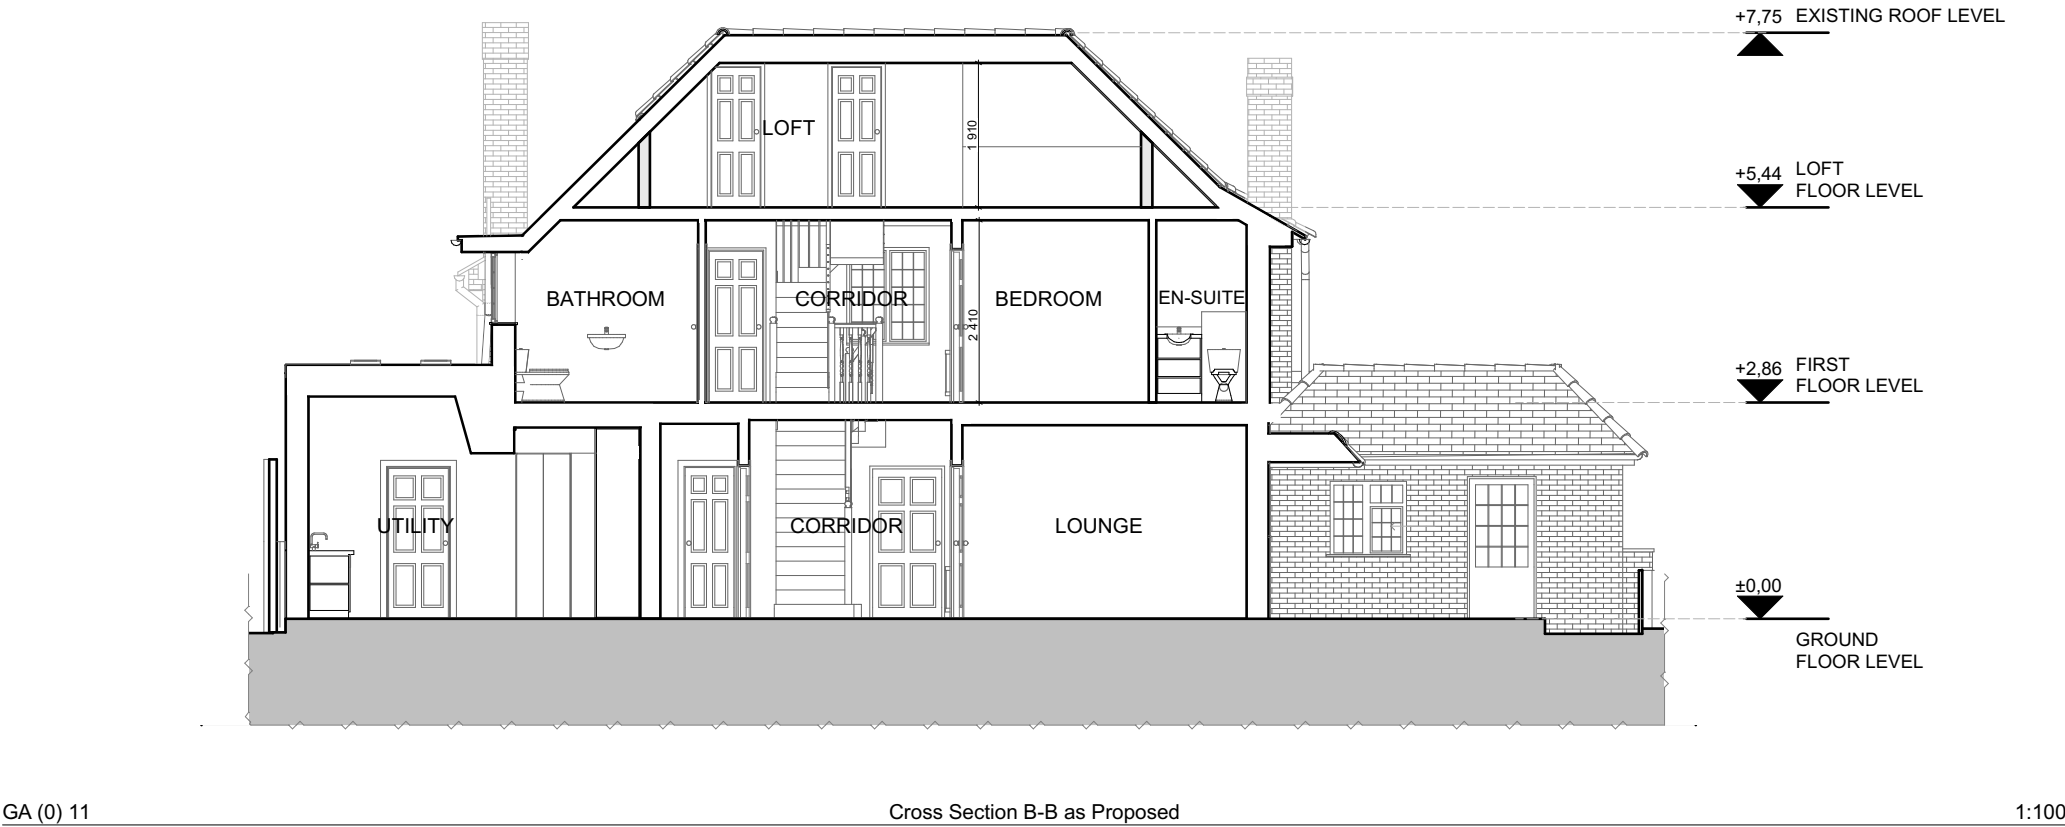 +7,75 EXISTING ROOF LEVEL
LOFT
1 910
+5,44 LOFT
FLOOR LEVEL
BATHROOM CORRIDOR BEDROOM EN-SUITE
2 410
+2,86 FIRST
FLOOR LEVEL
UTILITY CORRIDOR LOUNGE
±0,00
GROUND
FLOOR LEVEL
GA (0) 11 Cross Section B-B as Proposed 1:100